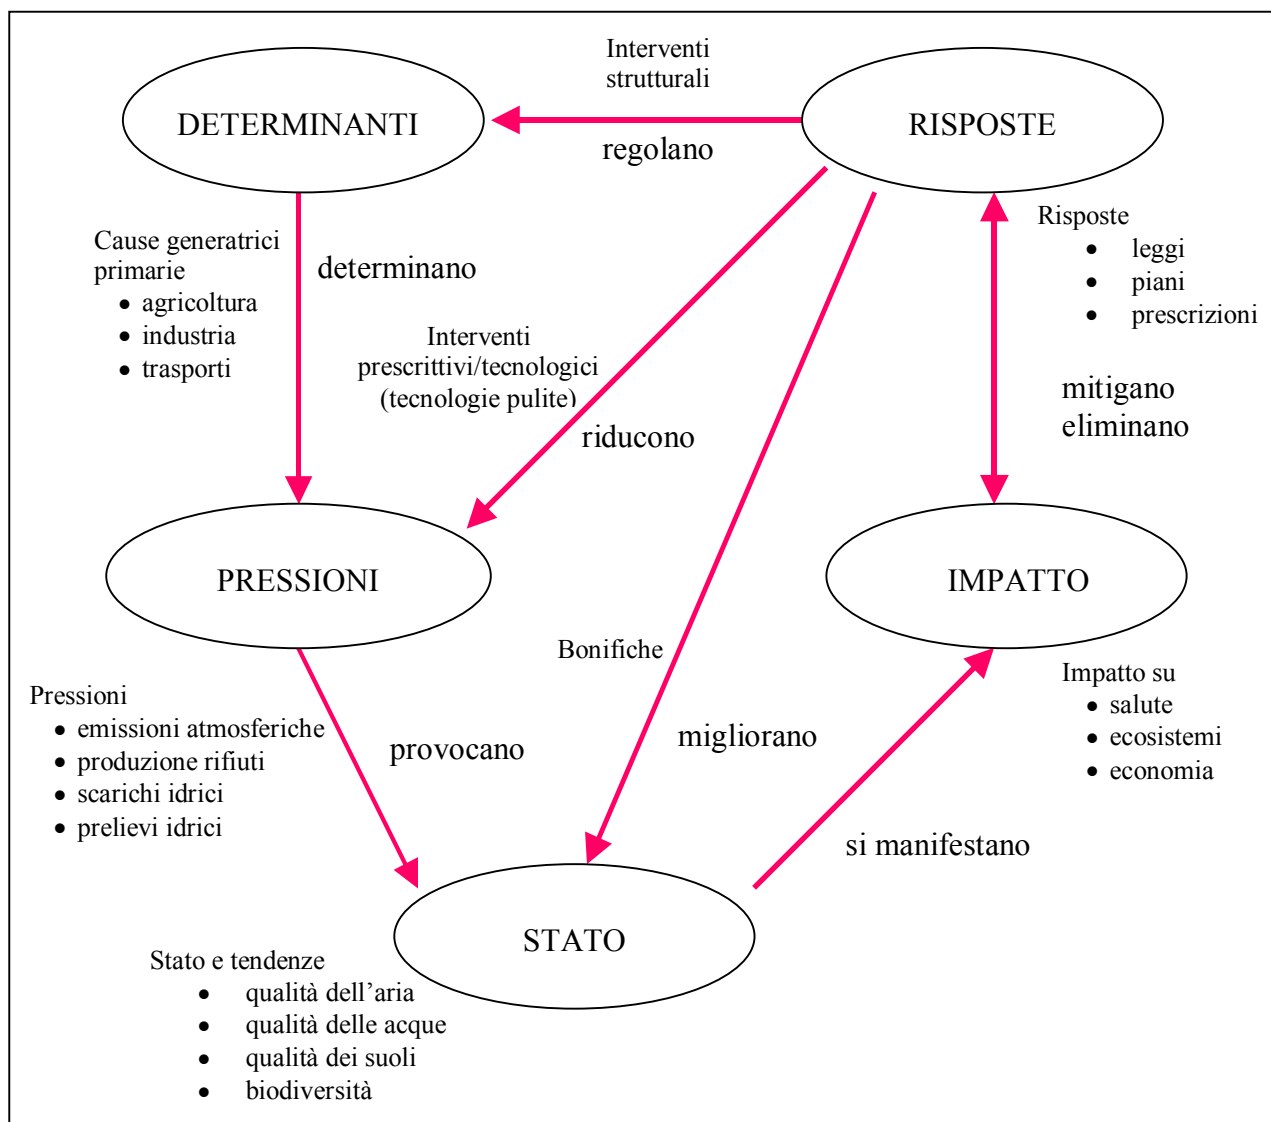 Interventi
strutturali
DETERMINANTI
RISPOSTE
regolano
Cause generatrici
primarie
• agricoltura
• industria
• trasporti
determinano
Risposte
• leggi
• piani
• prescrizioni
Interventi
prescrittivi/tecnologici
(tecnologie pulite)
riducono
mitigano
eliminano
PRESSIONI
IMPATTO
Bonifiche
Pressioni
• emissioni atmosferiche
• produzione rifiuti
• scarichi idrici
• prelievi idrici
provocano
migliorano
Impatto su
• salute
• ecosistemi
• economia
si manifestano
STATO
Stato e tendenze
• qualità dell’aria
• qualità delle acque
• qualità dei suoli
• biodiversità